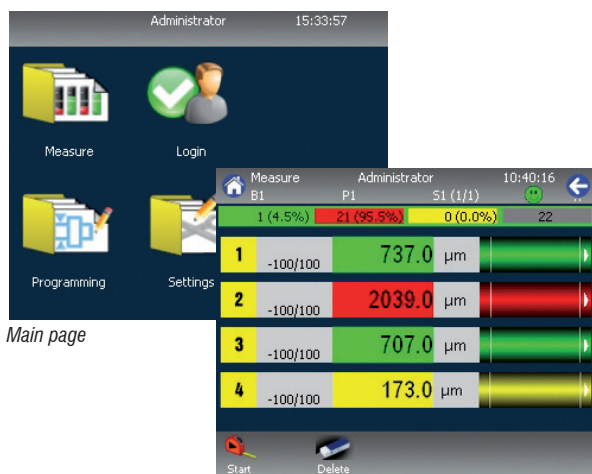 Administrator 15:33:57
Measure Login
Programming Settings
Main page
Measure Administrator 10:40:16
B1 P1 S1 (1/1)
1 (4.5%) 21 (95.5%) 0 (0.0%) 22
1 -100/100 737.0 µm
2 -100/100 2039.0 µm
3 -100/100 707.0 µm
4 -100/100 173.0 µm
Start Delete